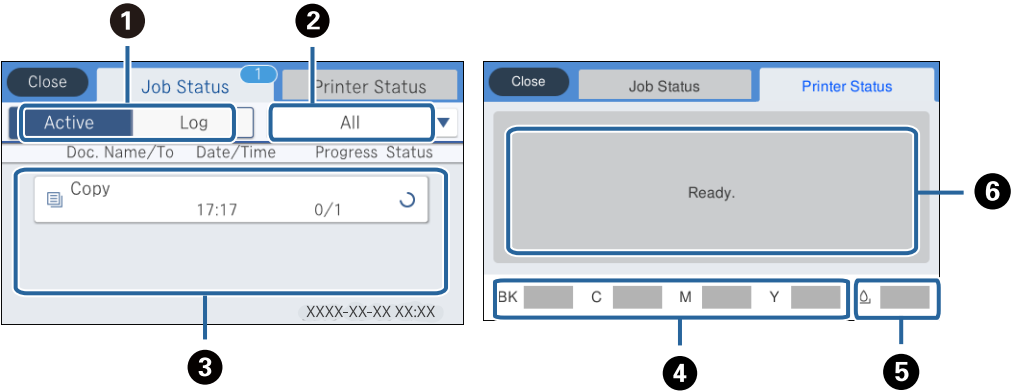 1 2
Close Job Status 1 Printer Status
Active Log All
Doc. Name/To Date/Time Progress Status
Copy
17:17 0/1
XXXX-XX-XX XX:XX
3
Close Job Status Printer Status
Ready.
6
BK C M Y
4 5